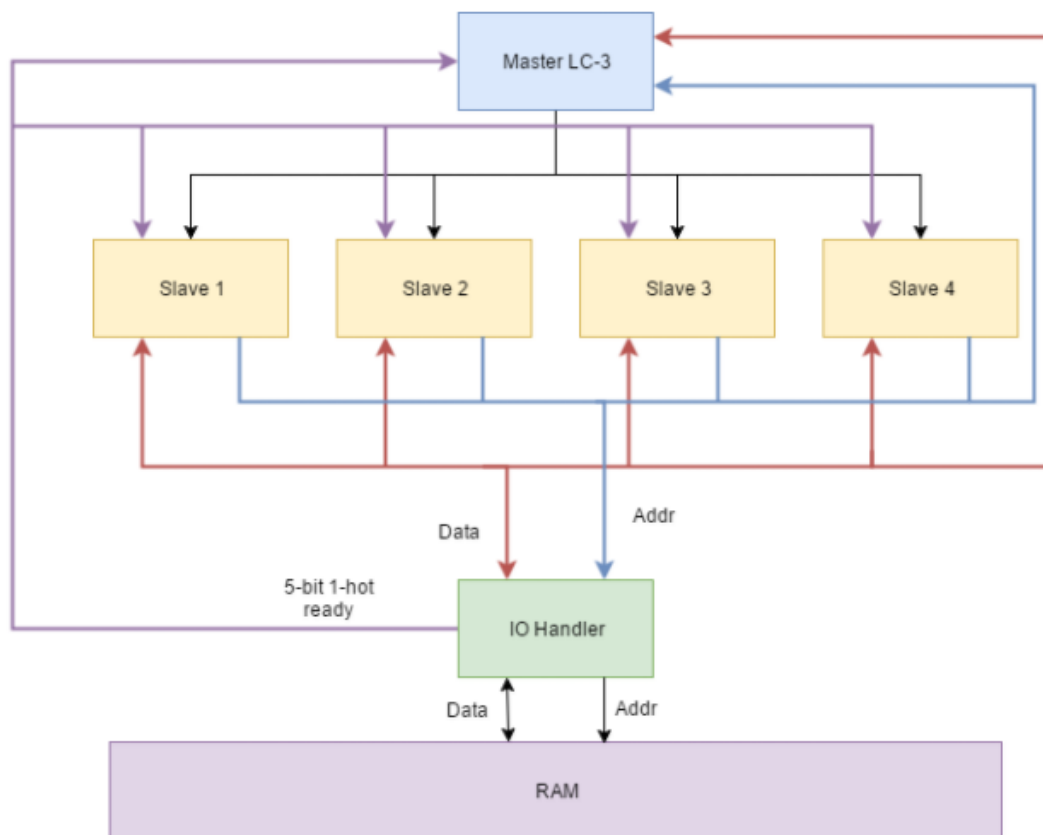 Master LC-3
Slave 1
Slave 2
Slave 3
Slave 4
Data
Addr
5-bit 1-hot
ready
IO Handler
Data
Addr
RAM